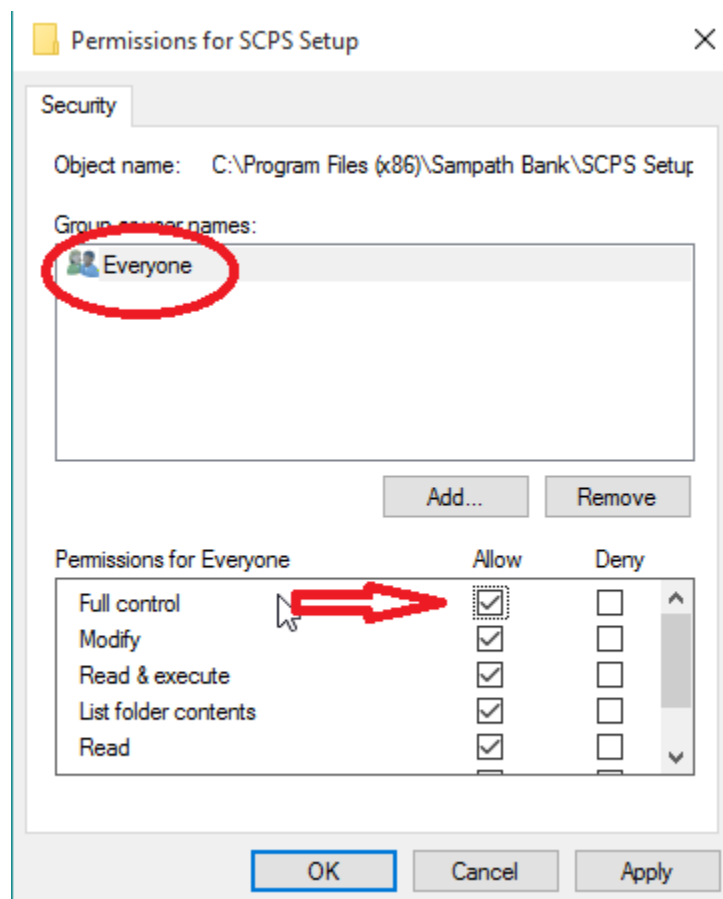 Permissions for SCPS Setup
Security
Object name: C:\Program Files (x86)\Sampath Bank\SCPS Setup
Group or user names:
Everyone
Add... Remove
Permissions for Everyone Allow Deny
Full control
Modify
Read & execute
List folder contents
Read
OK Cancel Apply